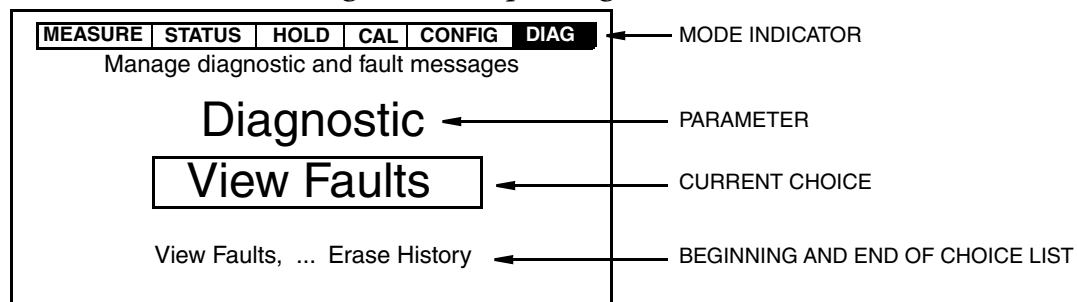 MEASURE STATUS HOLD CAL CONFIG DIAG MODE INDICATOR
Manage diagnostic and fault messages
Diagnostic PARAMETER
View Faults CURRENT CHOICE
View Faults, ... Erase History BEGINNING AND END OF CHOICE LIST